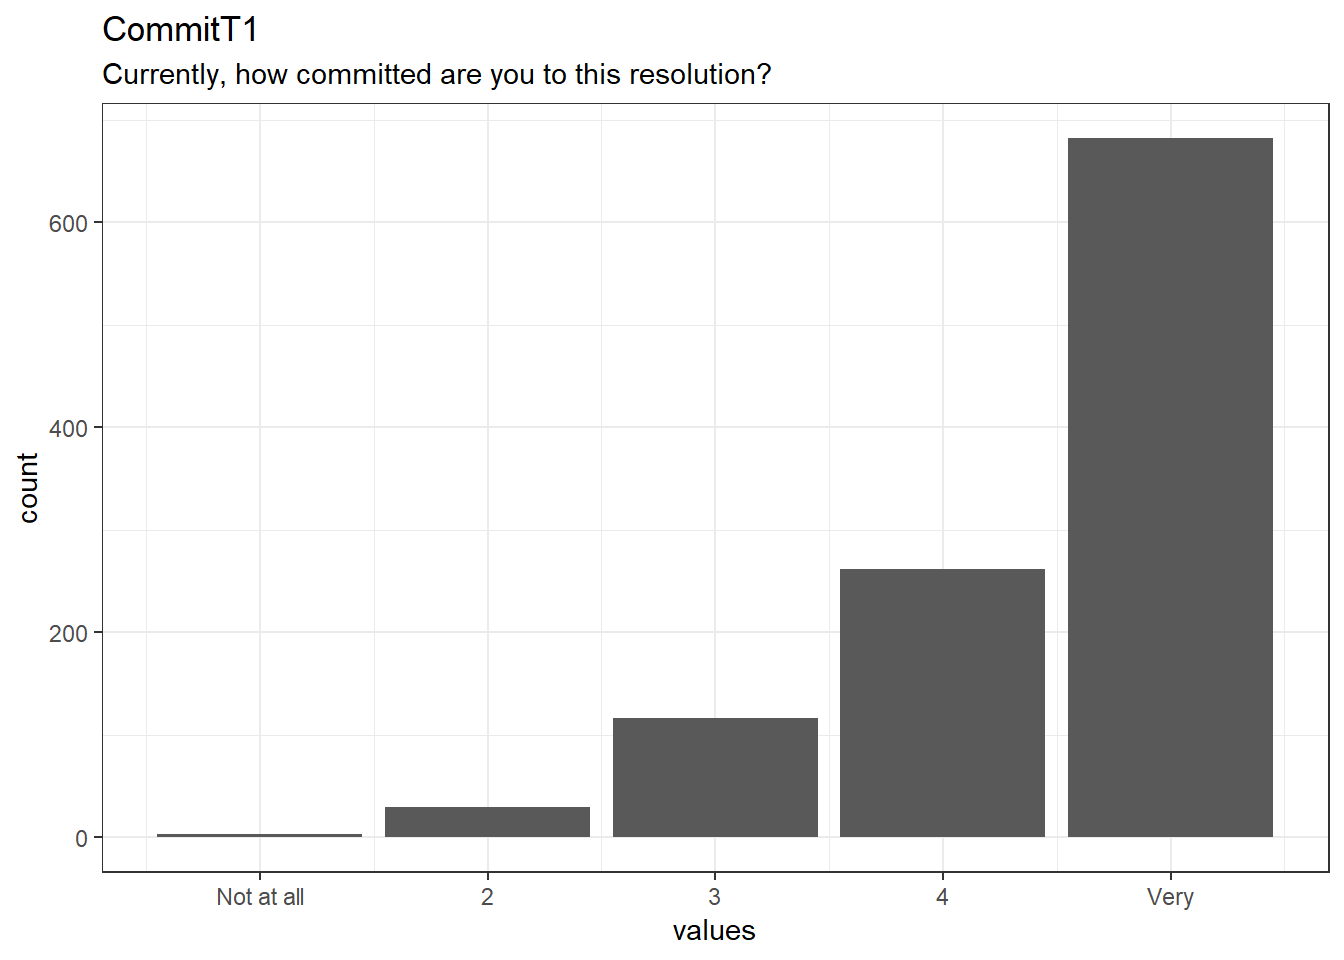 CommitT1
Currently, how committed are you to this resolution?
600
400
200
0
count
Not at all 2 3 4 Very
values